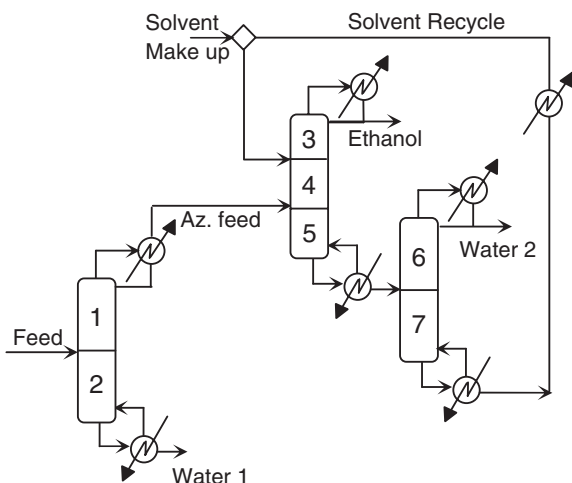 Solvent
Make up
Solvent Recycle
3
Ethanol
4
Az. feed
5
6
Water 2
7
1
Feed
2
Water 1